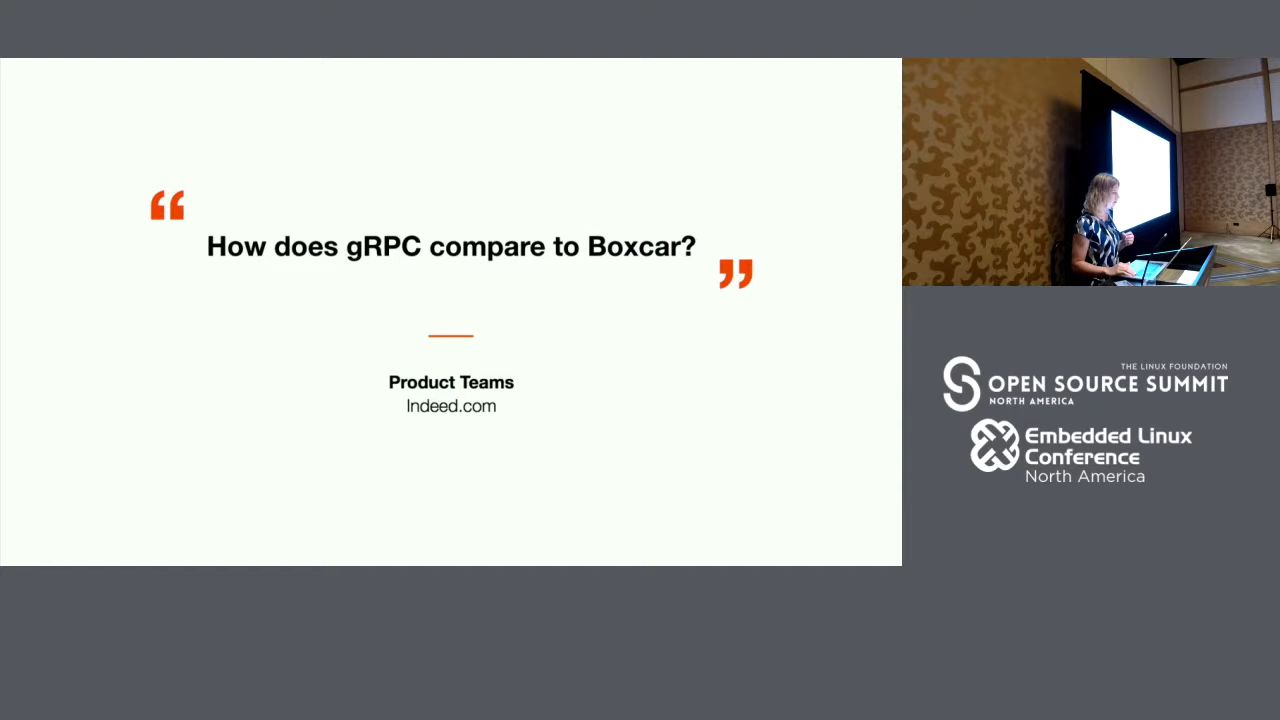 “
How does gRPC compare to Boxcar?
”
Product Teams
Indeed.com
THE LINUX FOUNDATION
OPEN SOURCE SUMMIT
NORTH AMERICA
Embedded Linux
Conference
North America